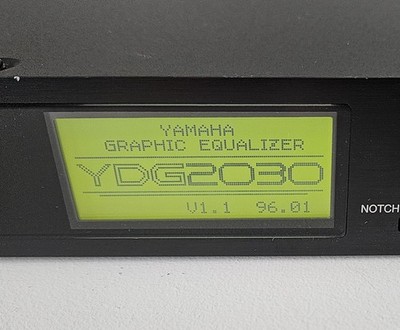 YAMAHA
GRAPHIC EQUALIZER
YDG2030
V1.1 96.01
NOTCH